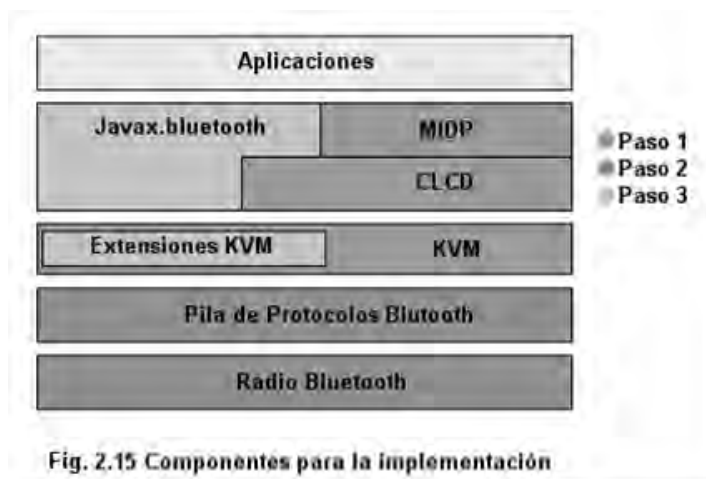 Aplicaciones
Javax.bluetooth
MIDP
CLCD
Extensiones KVM
KVM
Pila de Protocolos Blutooth
Radio Bluetooth
Paso 1
Paso 2
Paso 3
Fig. 2.15 Componentes para la implementación